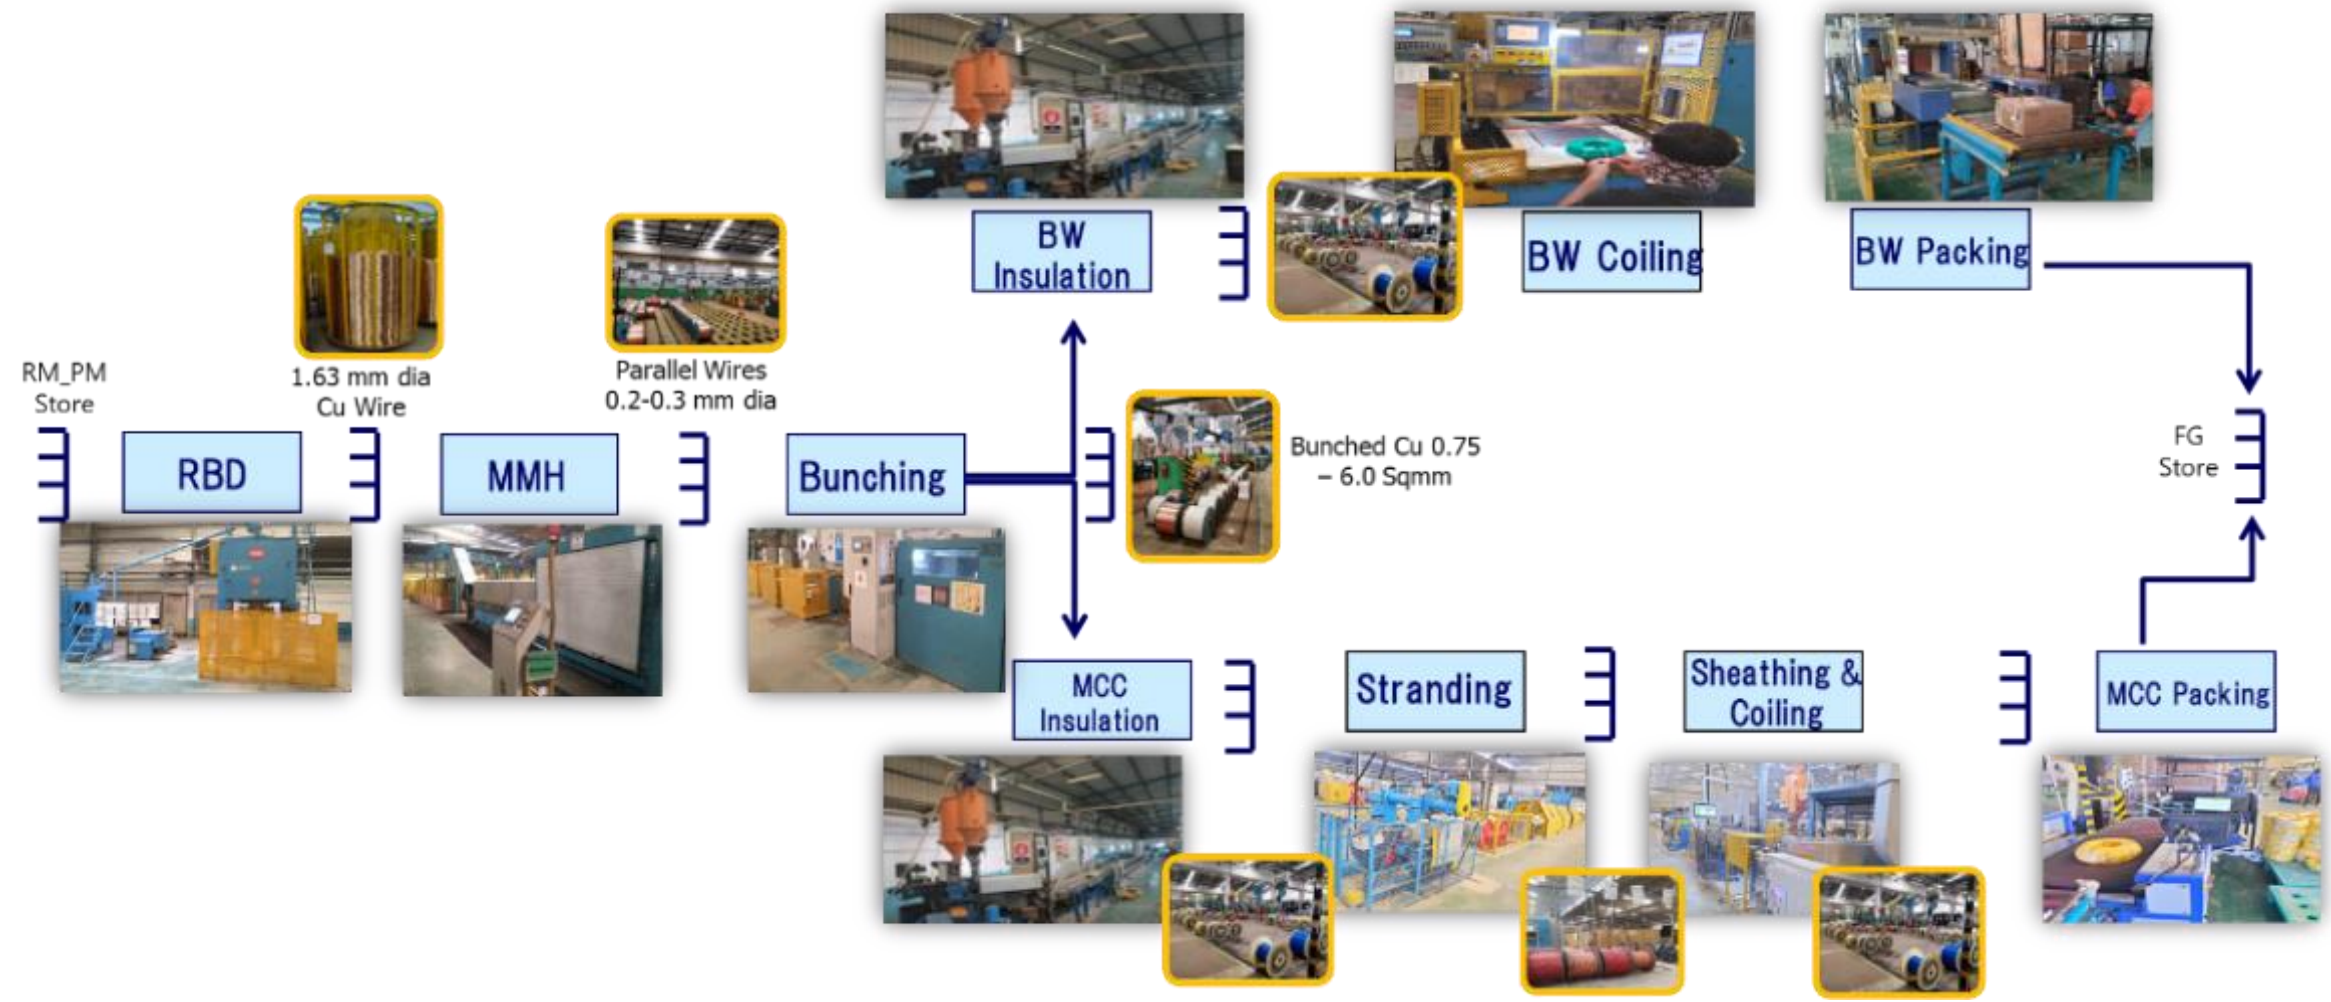 BW
Insulation
BW Coiling
BW Packing
RM_PM
Store
1.63 mm dia
Cu Wire
Parallel Wires
0.2-0.3 mm dia
RBD
MMH
Bunching
Bunched Cu 0.75
– 6.0 Sqmm
FG
Store
MCC
Insulation
Stranding
Sheathing &
Coiling
MCC Packing